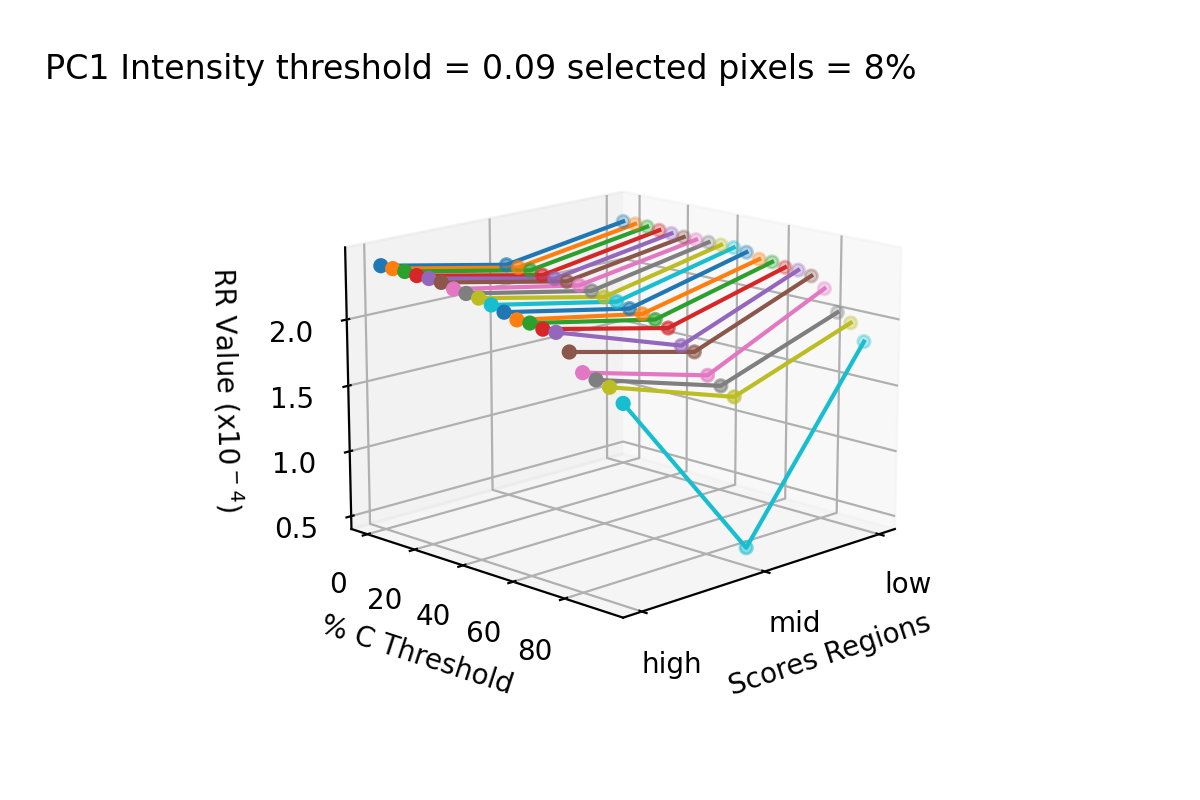 PC1 Intensity threshold = 0.09 selected pixels = 8%
RR Value (x10⁻⁴)
2.0
1.5
1.0
0.5
0
20
40
60
80
% C Threshold
high
mid
low
Scores Regions